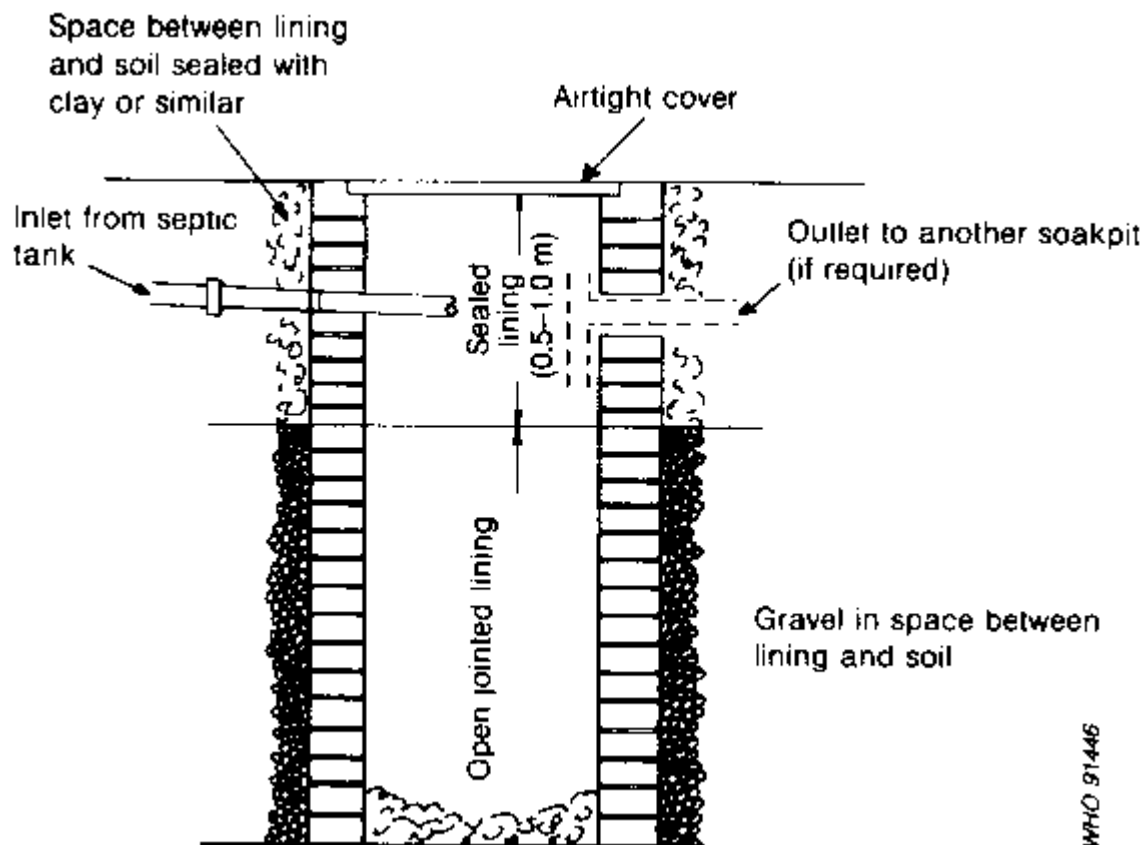 Space between lining
and soil sealed with
clay or similar
Airtight cover
Inlet from septic
tank
Sealed
lining
(0.5–1.0 m)
Outlet to another soakpit
(if required)
Open jointed lining
Gravel in space between
lining and soil
WHO 91446